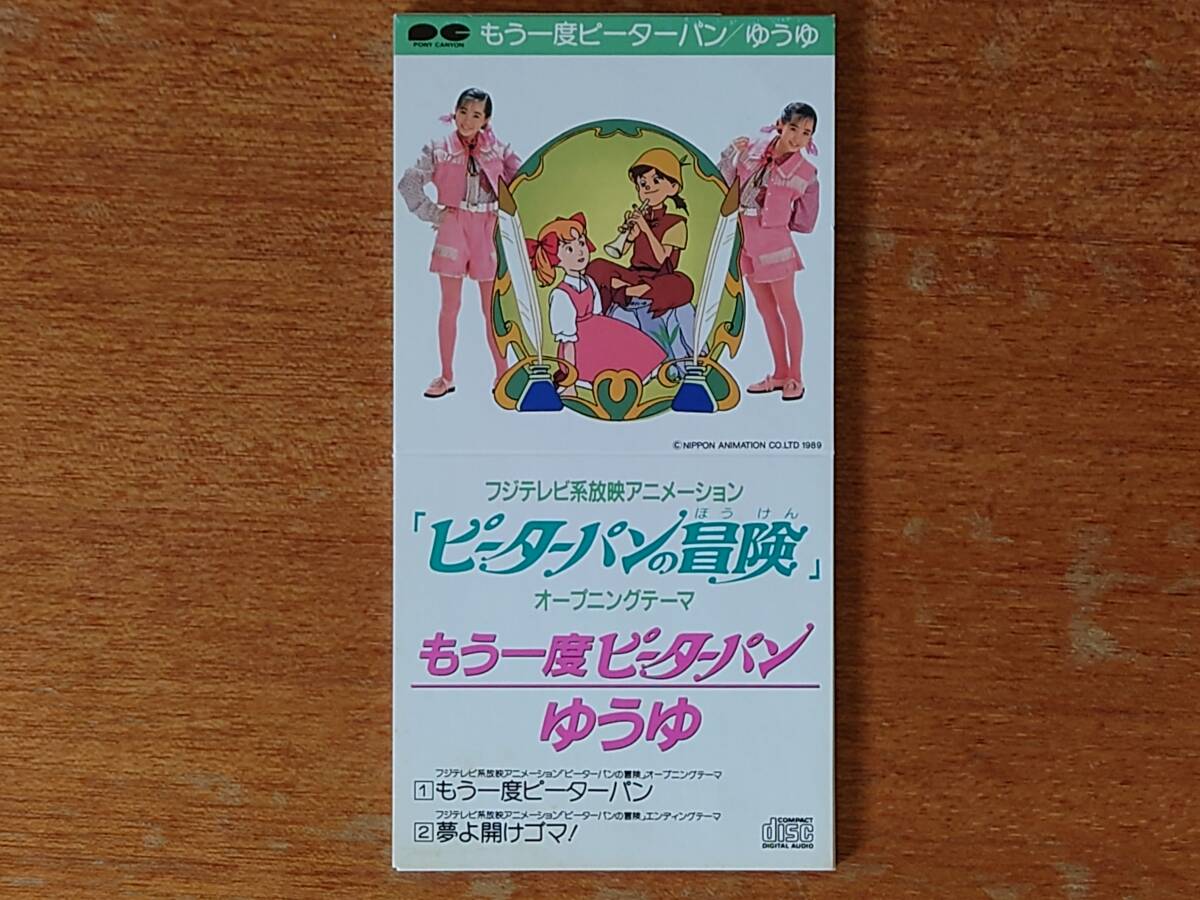 PONY CANYON
もう一度ピーターパン/ゆうゆ
©NIPPON ANIMATION CO.LTD 1989
フジテレビ系放映アニメーション
ほうけん
「ピーターパンの冒険」
オープニングテーマ
もう一度ピーターパン
ゆうゆ
フジテレビ系放映アニメーション「ピーターパンの冒険」オープニングテーマ
1 もう一度ピーターパン
フジテレビ系放映アニメーション「ピーターパンの冒険」エンディングテーマ
2 夢よ開けゴマ!
COMPACT
disc
DIGITAL AUDIO